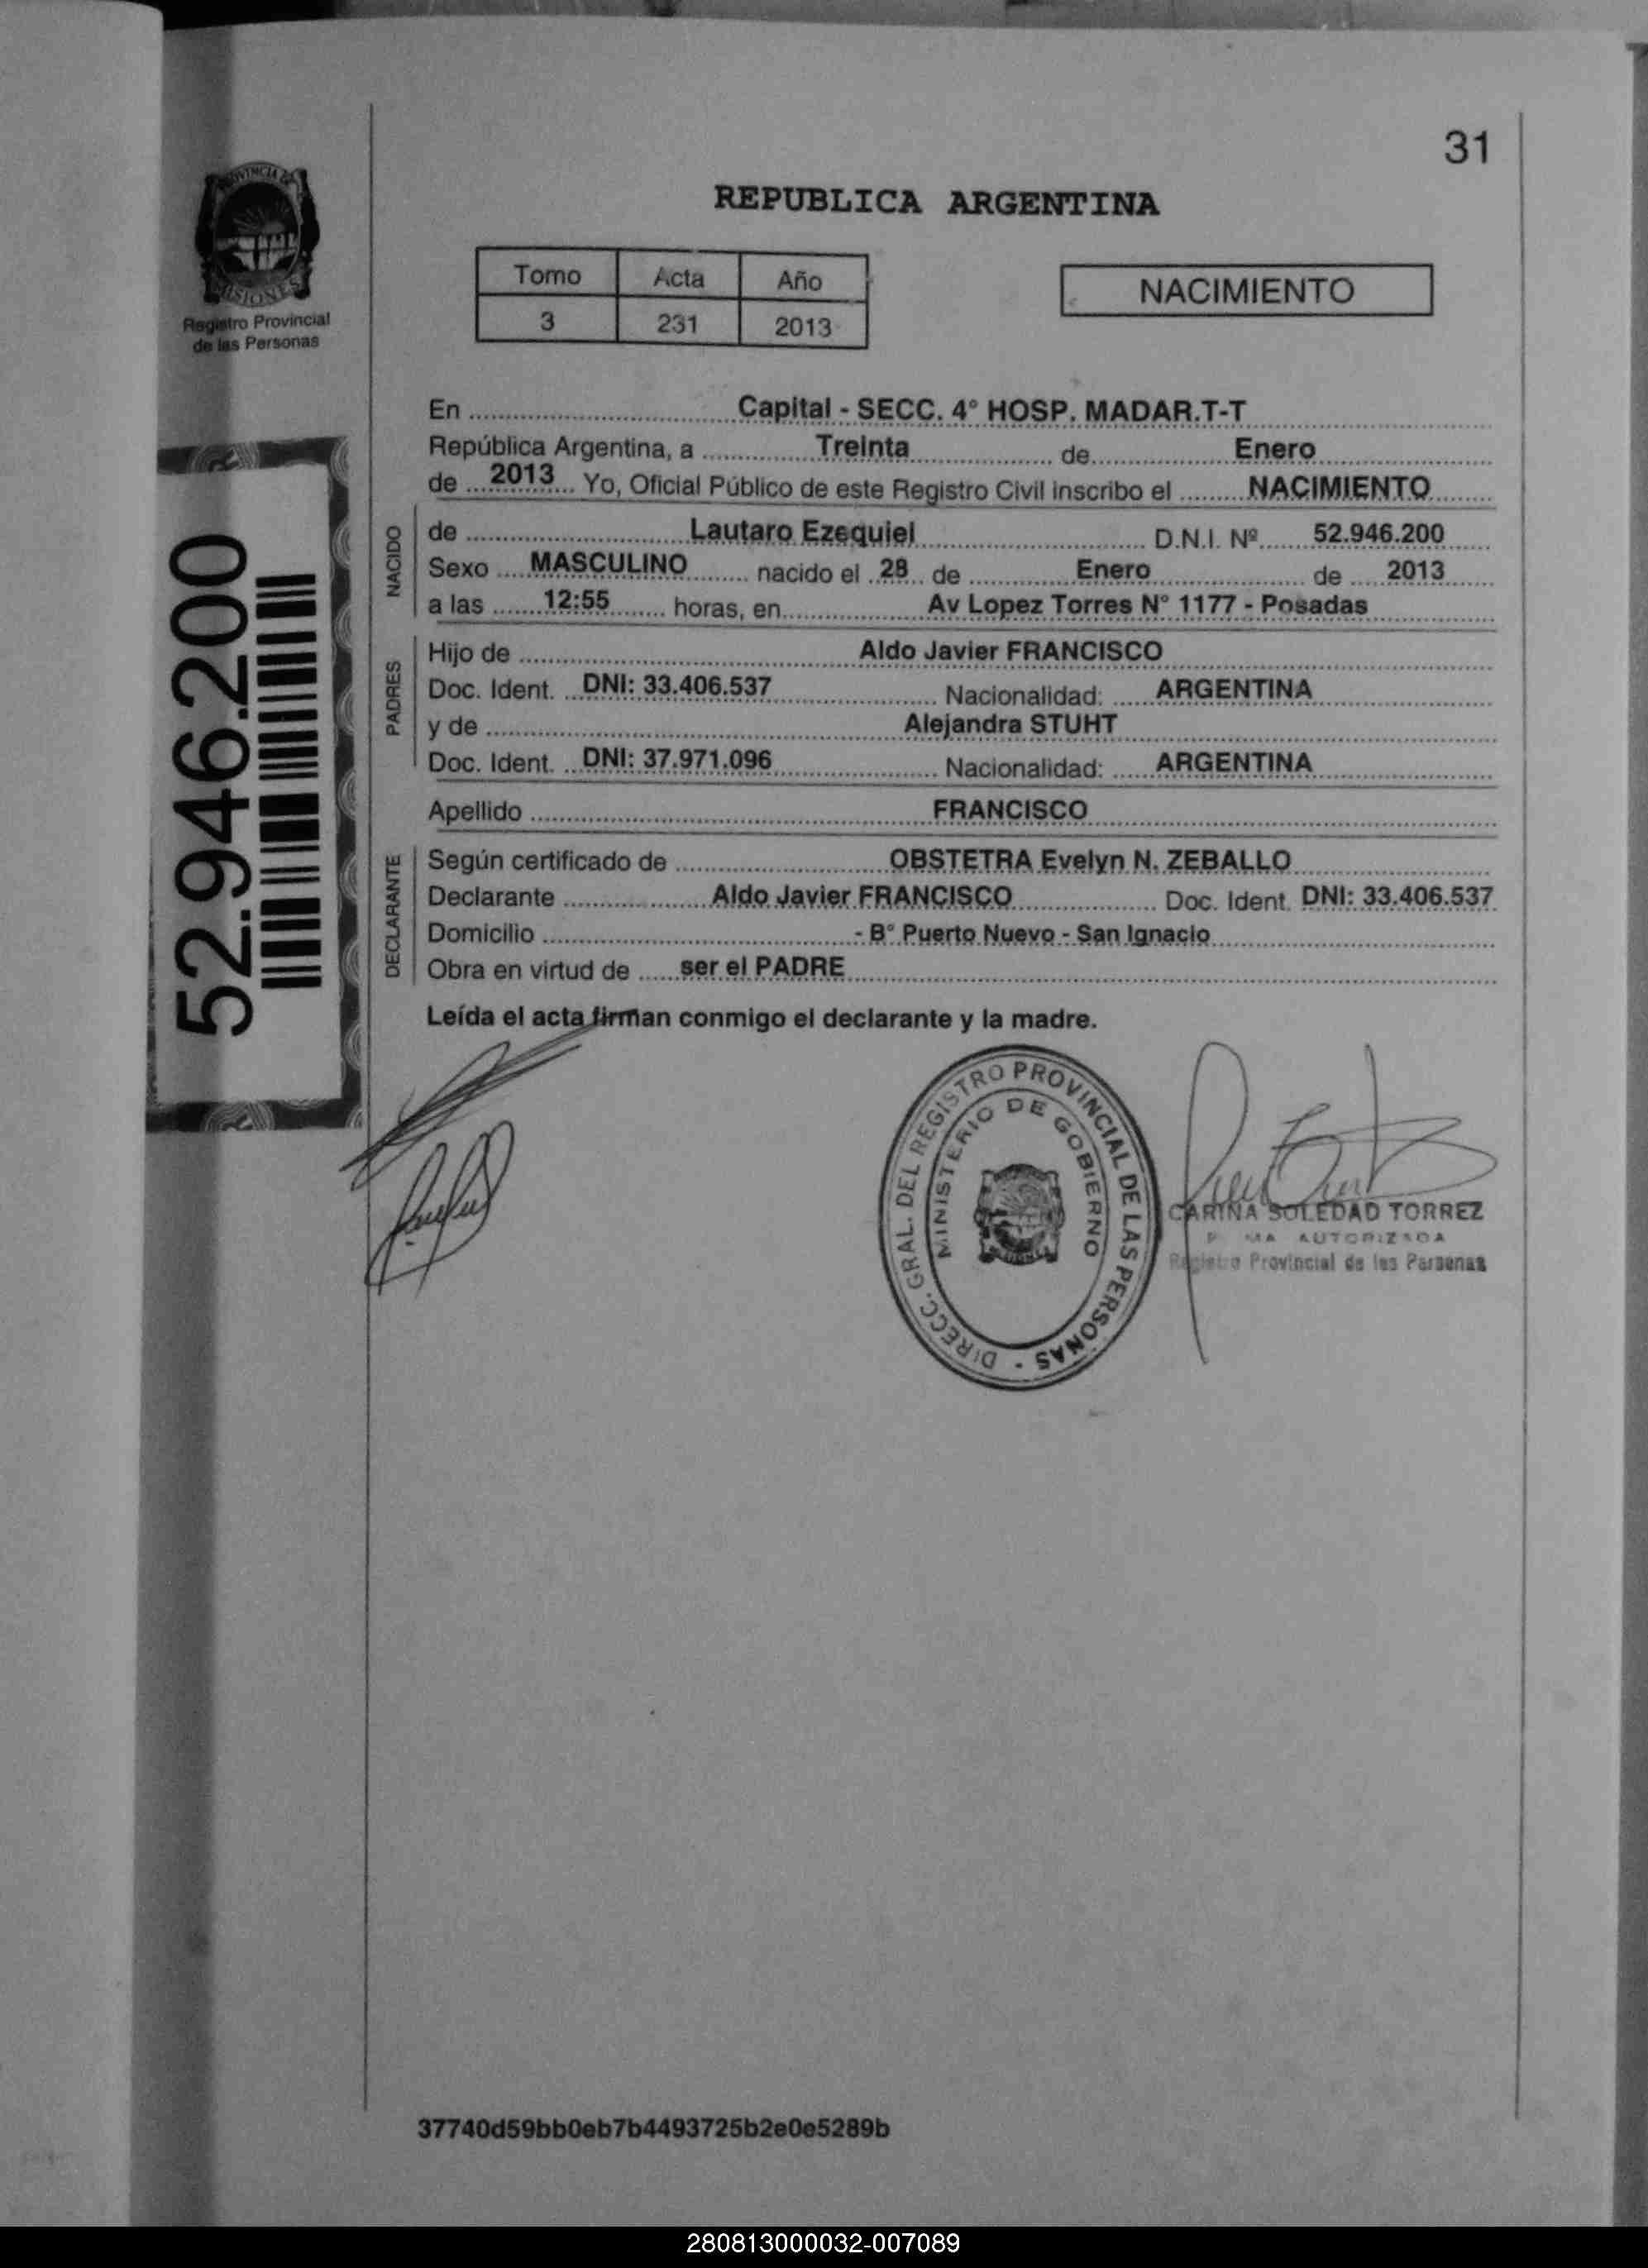 31
PROVINCIA DE
MISIONES
Registro Provincial
de las Personas
REPUBLICA ARGENTINA
Tomo Acta Año
3 231 2013
NACIMIENTO
En Capital - SECC. 4° HOSP. MADAR.T-T
República Argentina, a Treinta de Enero
de 2013 Yo, Oficial Público de este Registro Civil inscribo el NACIMIENTO
NACIDO
de Lautaro Ezequiel D.N.I. Nº 52.946.200
Sexo MASCULINO nacido el 28 de Enero de 2013
a las 12:55 horas, en Av Lopez Torres N° 1177 - Posadas
PADRES
Hijo de Aldo Javier FRANCISCO
Doc. Ident. DNI: 33.406.537 Nacionalidad: ARGENTINA
y de Alejandra STUHT
Doc. Ident. DNI: 37.971.096 Nacionalidad: ARGENTINA
Apellido FRANCISCO
DECLARANTE
Según certificado de OBSTETRA Evelyn N. ZEBALLO
Declarante Aldo Javier FRANCISCO Doc. Ident. DNI: 33.406.537
Domicilio - B° Puerto Nuevo - San Ignacio
Obra en virtud de ser el PADRE
Leída el acta firman conmigo el declarante y la madre.
52.946.200
DIRECC. GRAL. DEL REGISTRO PROVINCIAL DE LAS PERSONAS -
MINISTERIO DE GOBIERNO
CARINA SOLEDAD TORREZ
AUTORIZADA
Registro Provincial de las Personas
37740d59bb0eb7b4493725b2e0e5289b
280813000032-007089